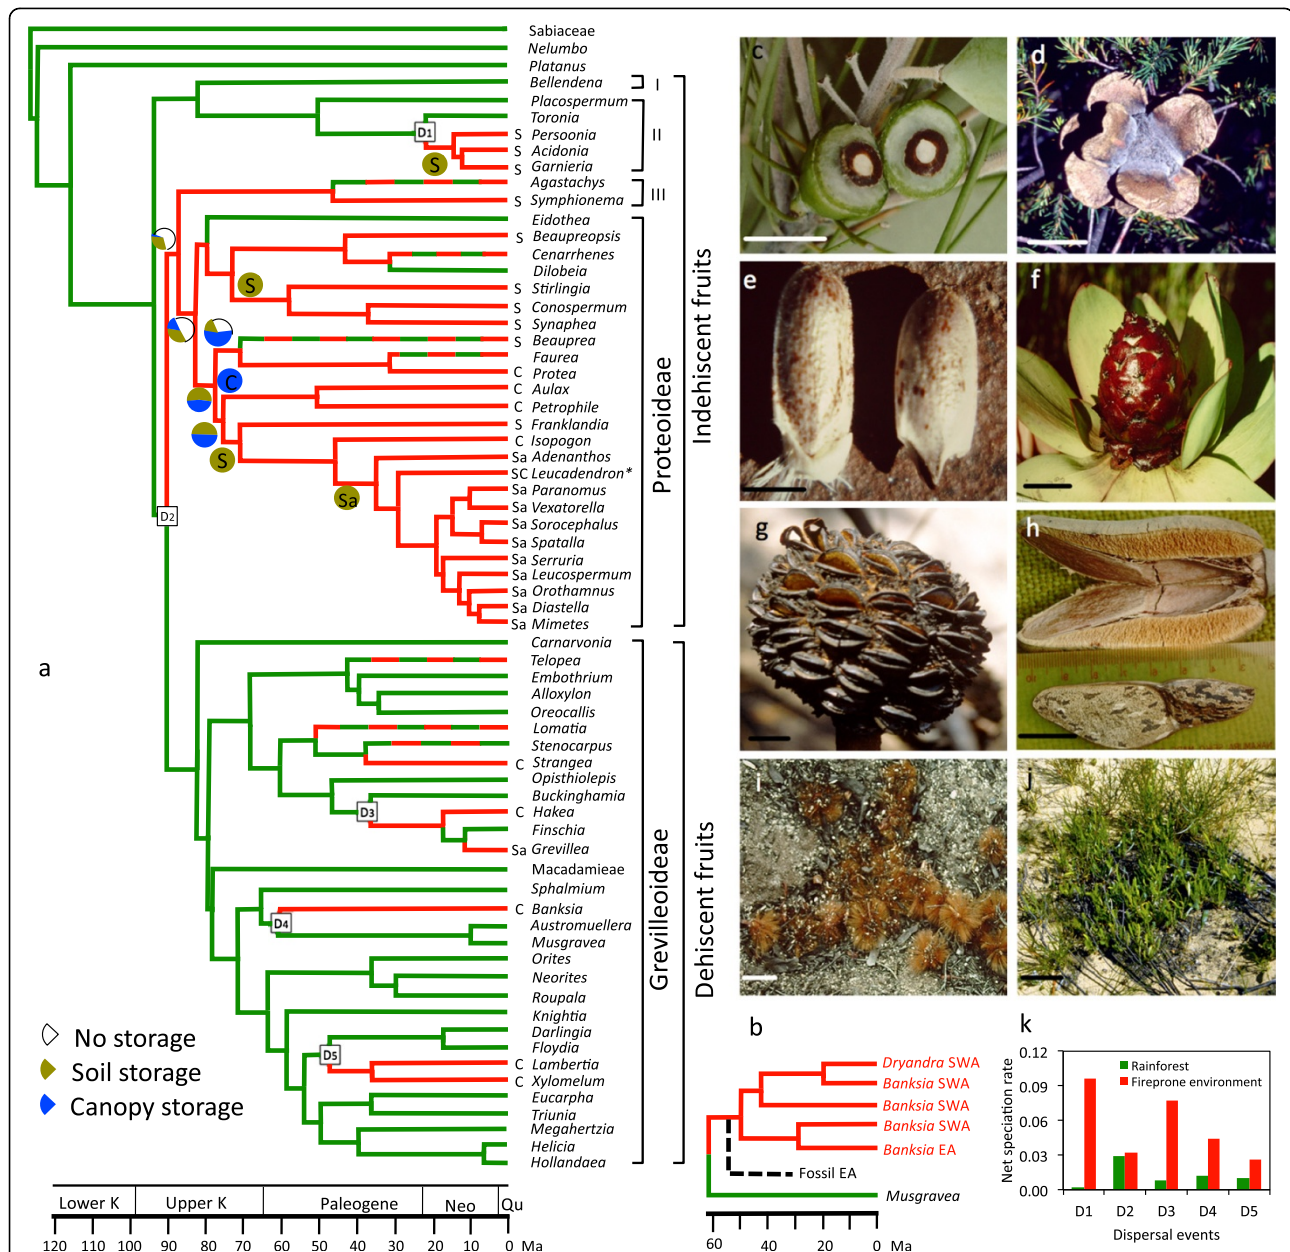 Sabiaceae
Nelumbo
Platanus
Bellendena
I
Placospermum
Toronia
D1
S Persoonia
II
S Acidonia
S
S Garnieria
Agastachys
III
S Symphionema
Eidothea
S Beaupreopsis
Cenarrhenes
Dilobeia
S
S Stirlingia
S Conospermum
S Synaphea
S Beauprea
Faurea
C
C Protea
C Aulax
C Petrophile
S Franklandia
C Isopogon
S
Sa Adenanthos
SC Leucadendron*
Sa
Sa Paranomus
Sa Vexatorella
D2
Sa Sorocephalus
Sa Spatalla
Sa Serruria
Sa Leucospermum
Sa Orothamnus
Sa Diastella
Sa Mimetes
Proteoideae
Indehiscent fruits
a
Carnarvonia
Telopea
Embothrium
Alloxylon
Oreocallis
Lomatia
Stenocarpus
C Strangea
Opisthiolepis
Buckinghamia
D3
C Hakea
Finschia
Sa Grevillea
Macadamieae
Sphalmium
C Banksia
D4
Austromuellera
Musgravea
Orites
Neorites
Roupala
Knightia
Darlingia
D5
Floydia
C Lambertia
C Xylomelum
Eucarpha
Triunia
Megahertzia
Helicia
Hollandaea
Grevilleoideae
Dehiscent fruits
No storage
Soil storage
Canopy storage
Lower K Upper K Paleogene Neo Qu
120 110 100 90 80 70 60 50 40 30 20 10 0 Ma
c
d
e
f
g
h
i
j
b
Dryandra SWA
Banksia SWA
Banksia SWA
Banksia SWA
Banksia EA
Fossil EA
Musgravea
60 40 20 0 Ma
k
Net speciation rate
0.12
0.09
0.06
0.03
0.00
Rainforest
Fireprone environment
D1 D2 D3 D4 D5
Dispersal events